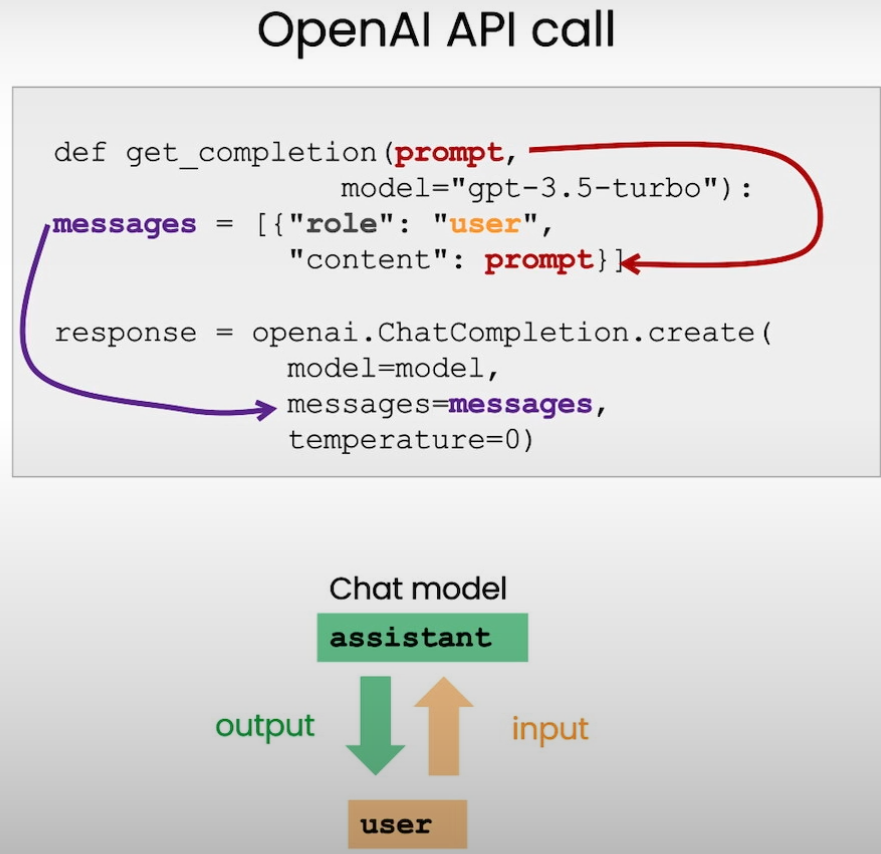 OpenAI API call
def get_completion(prompt,
model="gpt-3.5-turbo"):
messages = [{"role": "user",
"content": prompt}]
response = openai.ChatCompletion.create(
model=model,
messages=messages,
temperature=0)
Chat model
assistant
output input
user